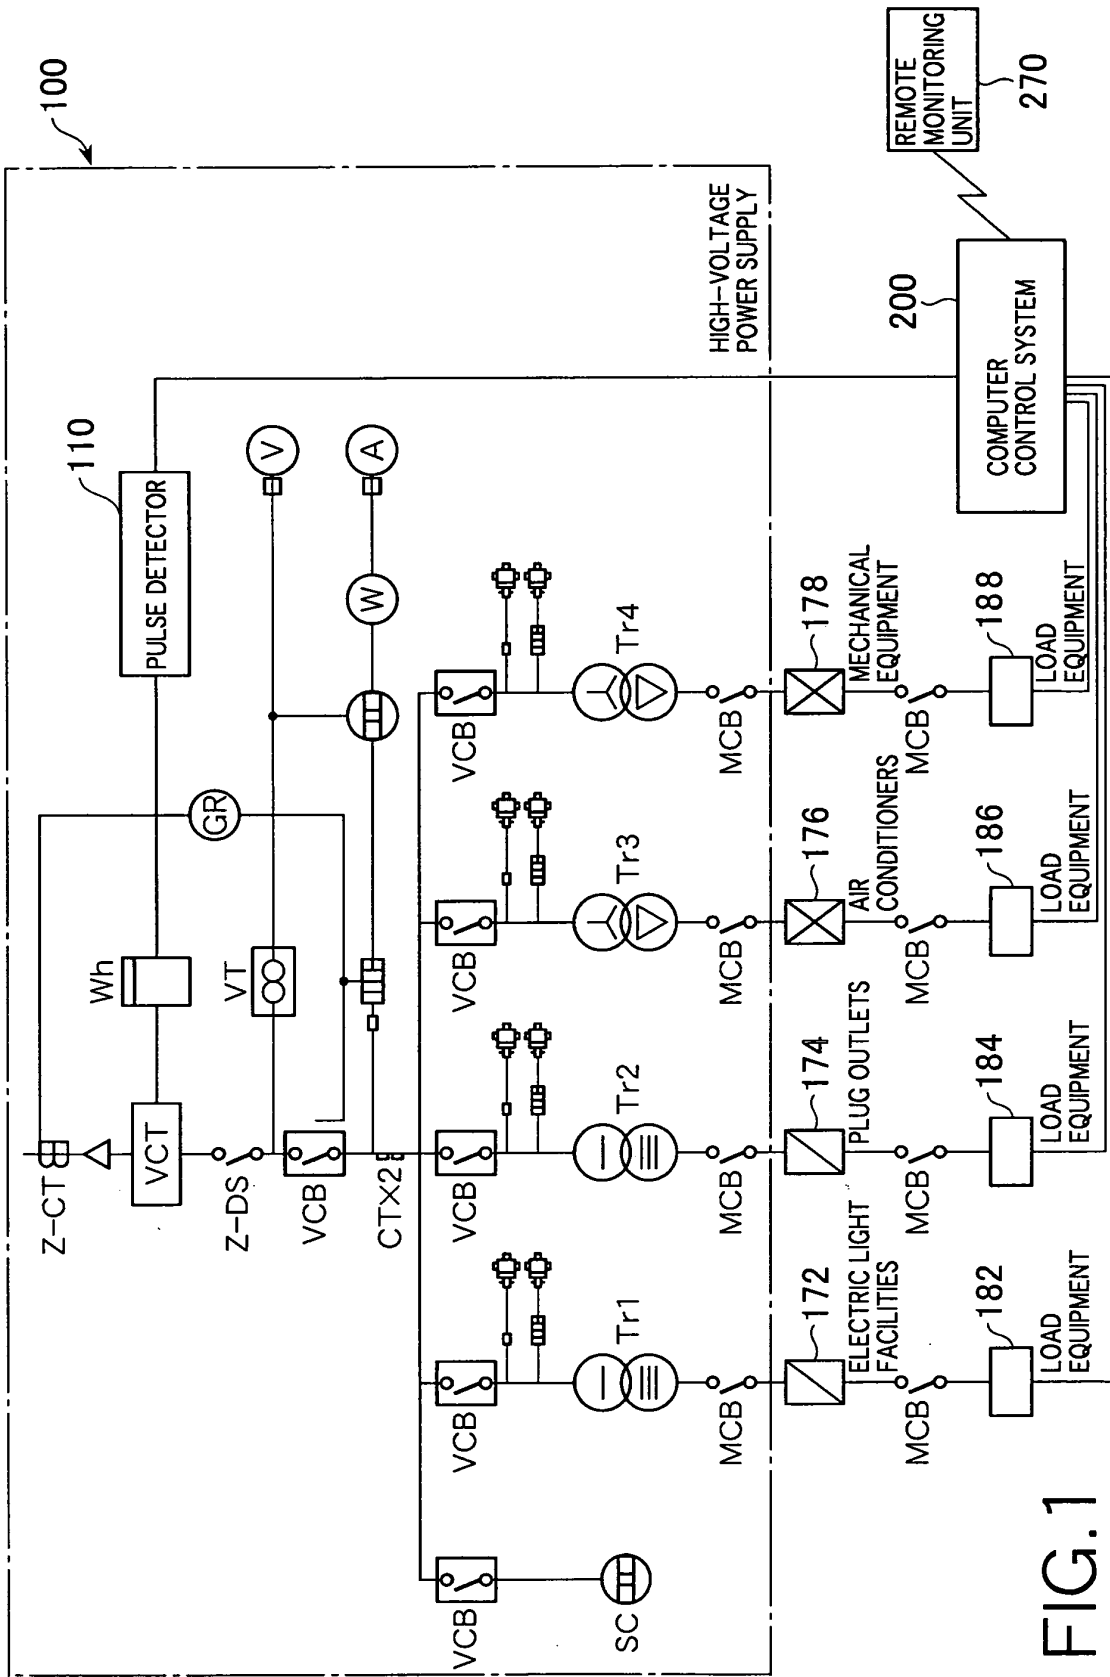 100
HIGH-VOLTAGE
POWER SUPPLY
REMOTE
MONITORING
UNIT
270
200
COMPUTER
CONTROL SYSTEM
110
PULSE DETECTOR
Wh
VCT
Z-CT
Z-DS
VT
GR
V
A
W
VCB
CTX2
VCB
VCB
VCB
VCB
VCB
SC
Tr1
Tr2
Tr3
Tr4
MCB
MCB
MCB
MCB
172
ELECTRIC LIGHT
FACILITIES
174
PLUG OUTLETS
176
AIR
CONDITIONERS
178
MECHANICAL
EQUIPMENT
MCB
MCB
MCB
MCB
182
LOAD
EQUIPMENT
184
LOAD
EQUIPMENT
186
LOAD
EQUIPMENT
188
LOAD
EQUIPMENT
FIG.1